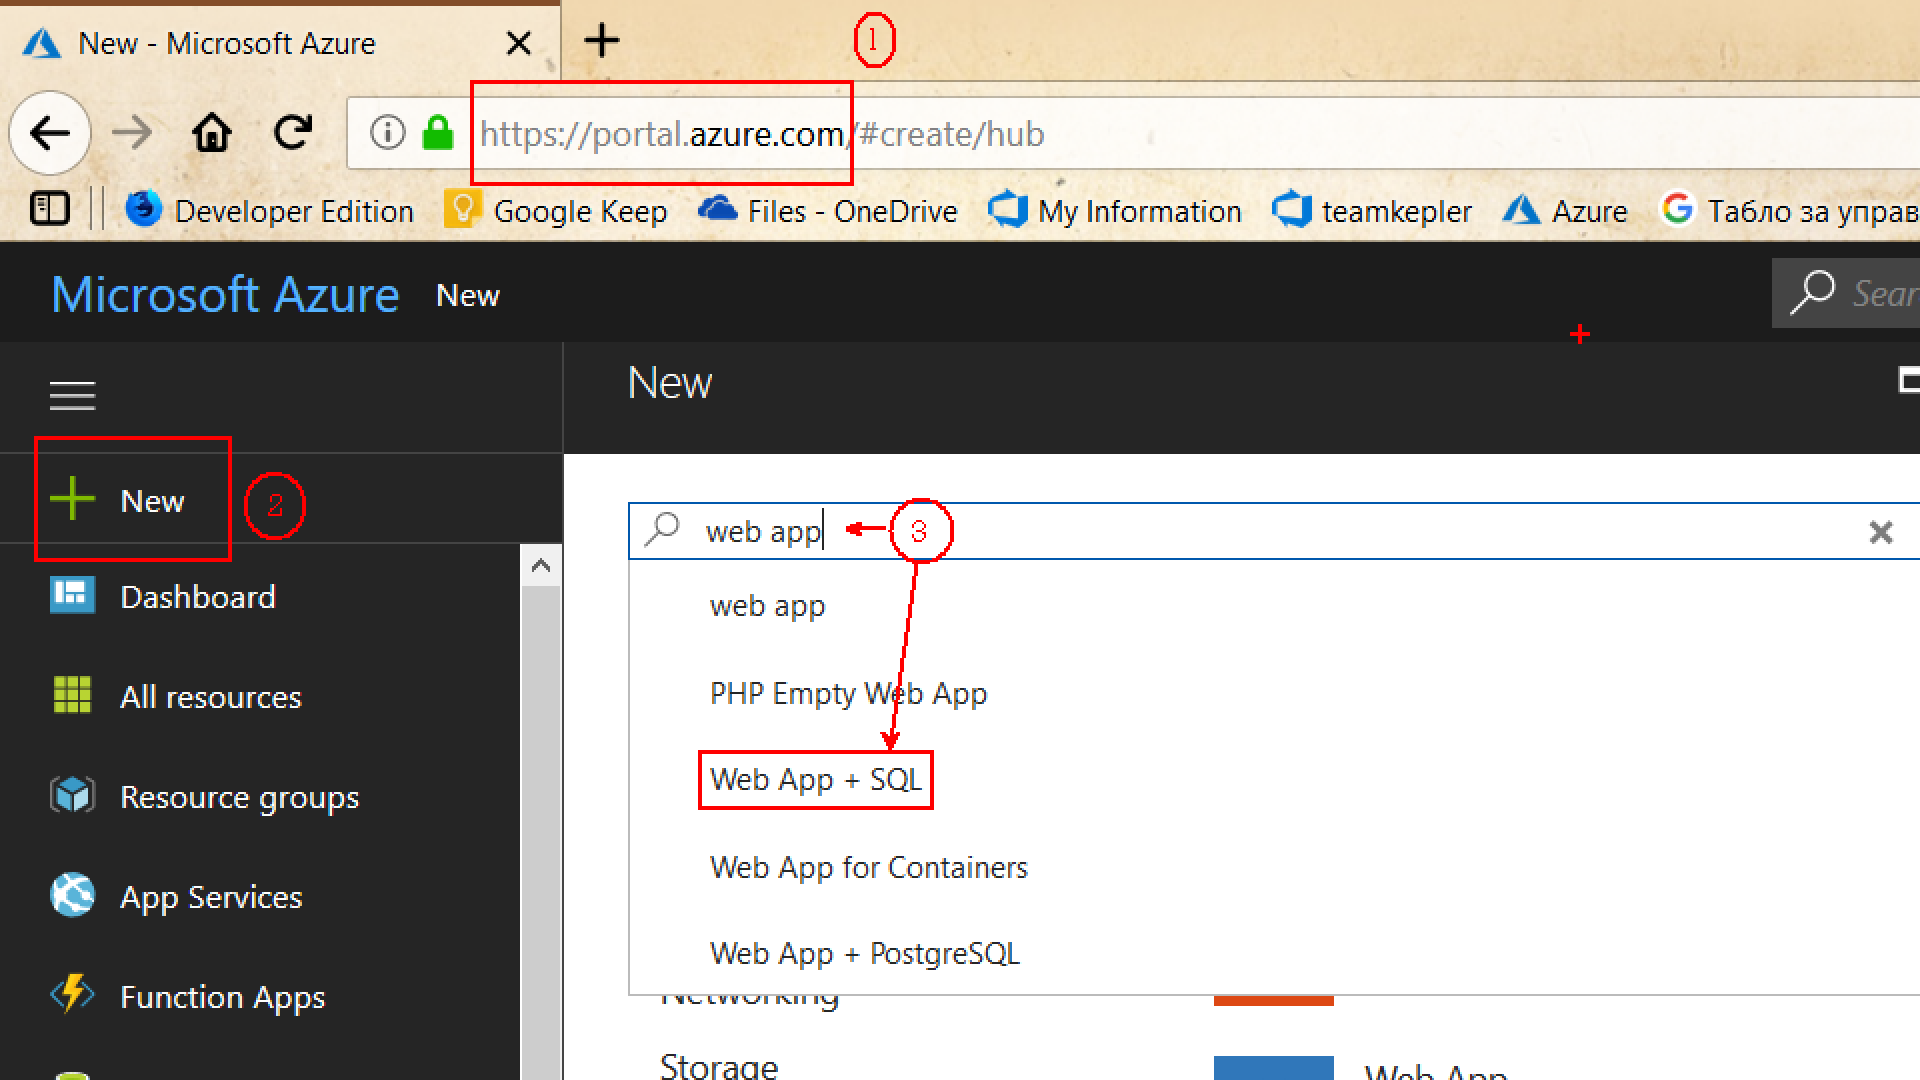 New - Microsoft Azure
1
https://portal.azure.com/#create/hub
Developer Edition Google Keep Files - OneDrive My Information teamkepler Azure Табло за управ
Microsoft Azure New Sear
New
New 2
web app 3
web app
PHP Empty Web App
Web App + SQL
Web App for Containers
Web App + PostgreSQL
Dashboard
All resources
Resource groups
App Services
Function Apps
Networking
Storage
Web App